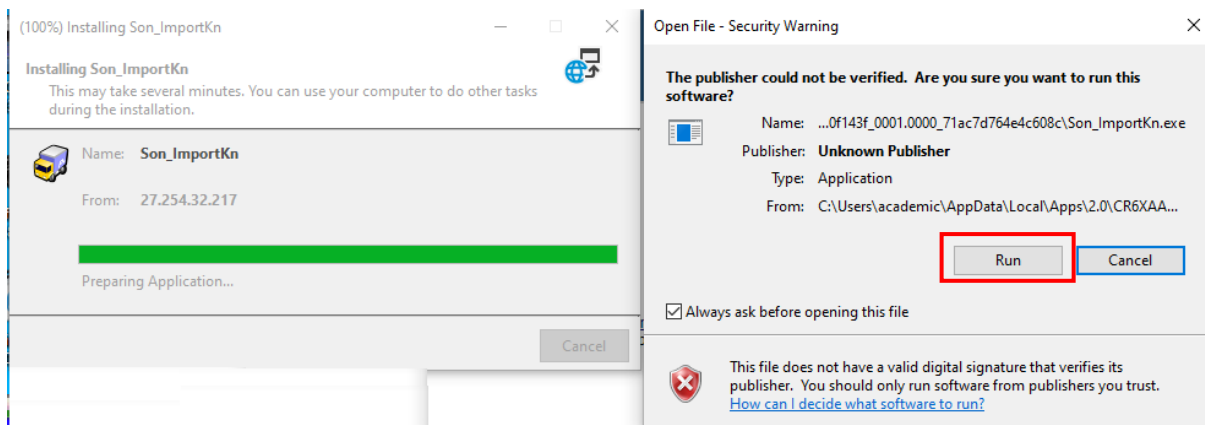 (100%) Installing Son_ImportKn
Installing Son_ImportKn
This may take several minutes. You can use your computer to do other tasks
during the installation.
Name: Son_ImportKn
From: 27.254.32.217
Preparing Application...
Cancel
Open File - Security Warning
The publisher could not be verified. Are you sure you want to run this
software?
Name: ...0f143f_0001.0000_71ac7d764e4c608c\Son_ImportKn.exe
Publisher: Unknown Publisher
Type: Application
From: C:\Users\academic\AppData\Local\Apps\2.0\CR6XAA...
Run Cancel
Always ask before opening this file
This file does not have a valid digital signature that verifies its
publisher. You should only run software from publishers you trust.
How can I decide what software to run?